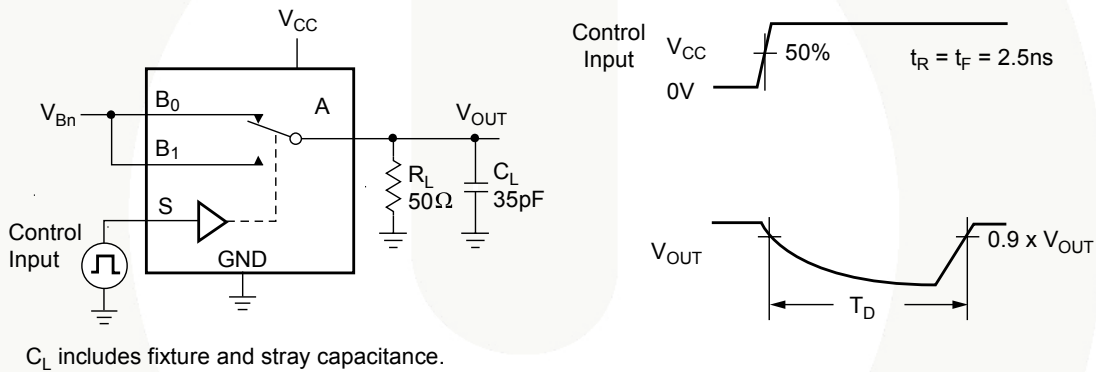 V_CC
B_0
A
V_Bn
V_OUT
B_1
R_L
50Ω
C_L
35pF
S
Control
Input
GND
C_L includes fixture and stray capacitance.
Control
Input
V_CC
50%
t_R = t_F = 2.5ns
0V
V_OUT
0.9 x V_OUT
T_D